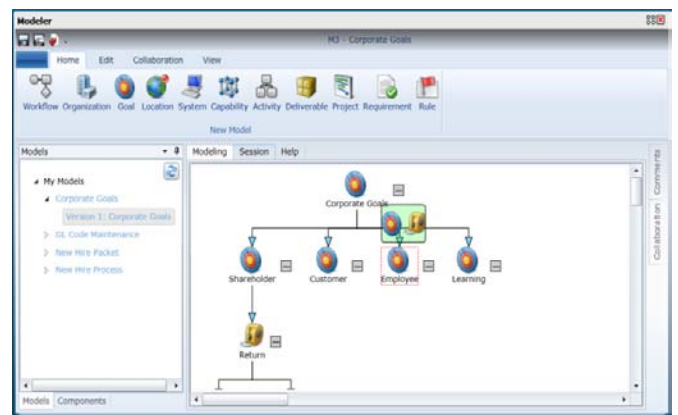 Modeler
M3 - Corporate Goals
Home Edit Collaboration View
Workflow Organization Goal Location System Capability Activity Deliverable Project Requirement Rule
New Model
Models
Modeling Session Help
My Models
Corporate Goals
Version 1: Corporate Goals
GL Code Maintenance
New Hire Packet
New Hire Process
Corporate Goals
Shareholder Customer Employee Learning
Return
Comments
Collaboration
Models Components